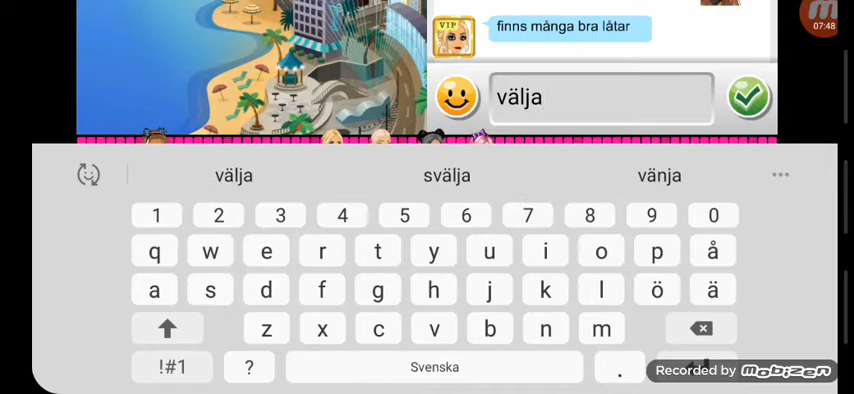 VIP
finns många bra låtar
07:48
välja
välja svälja vänja
1 2 3 4 5 6 7 8 9 0
q w e r t y u i o p å
a s d f g h j k l ö ä
z x c v b n m
!#1 ? Svenska .
Recorded by mobizen